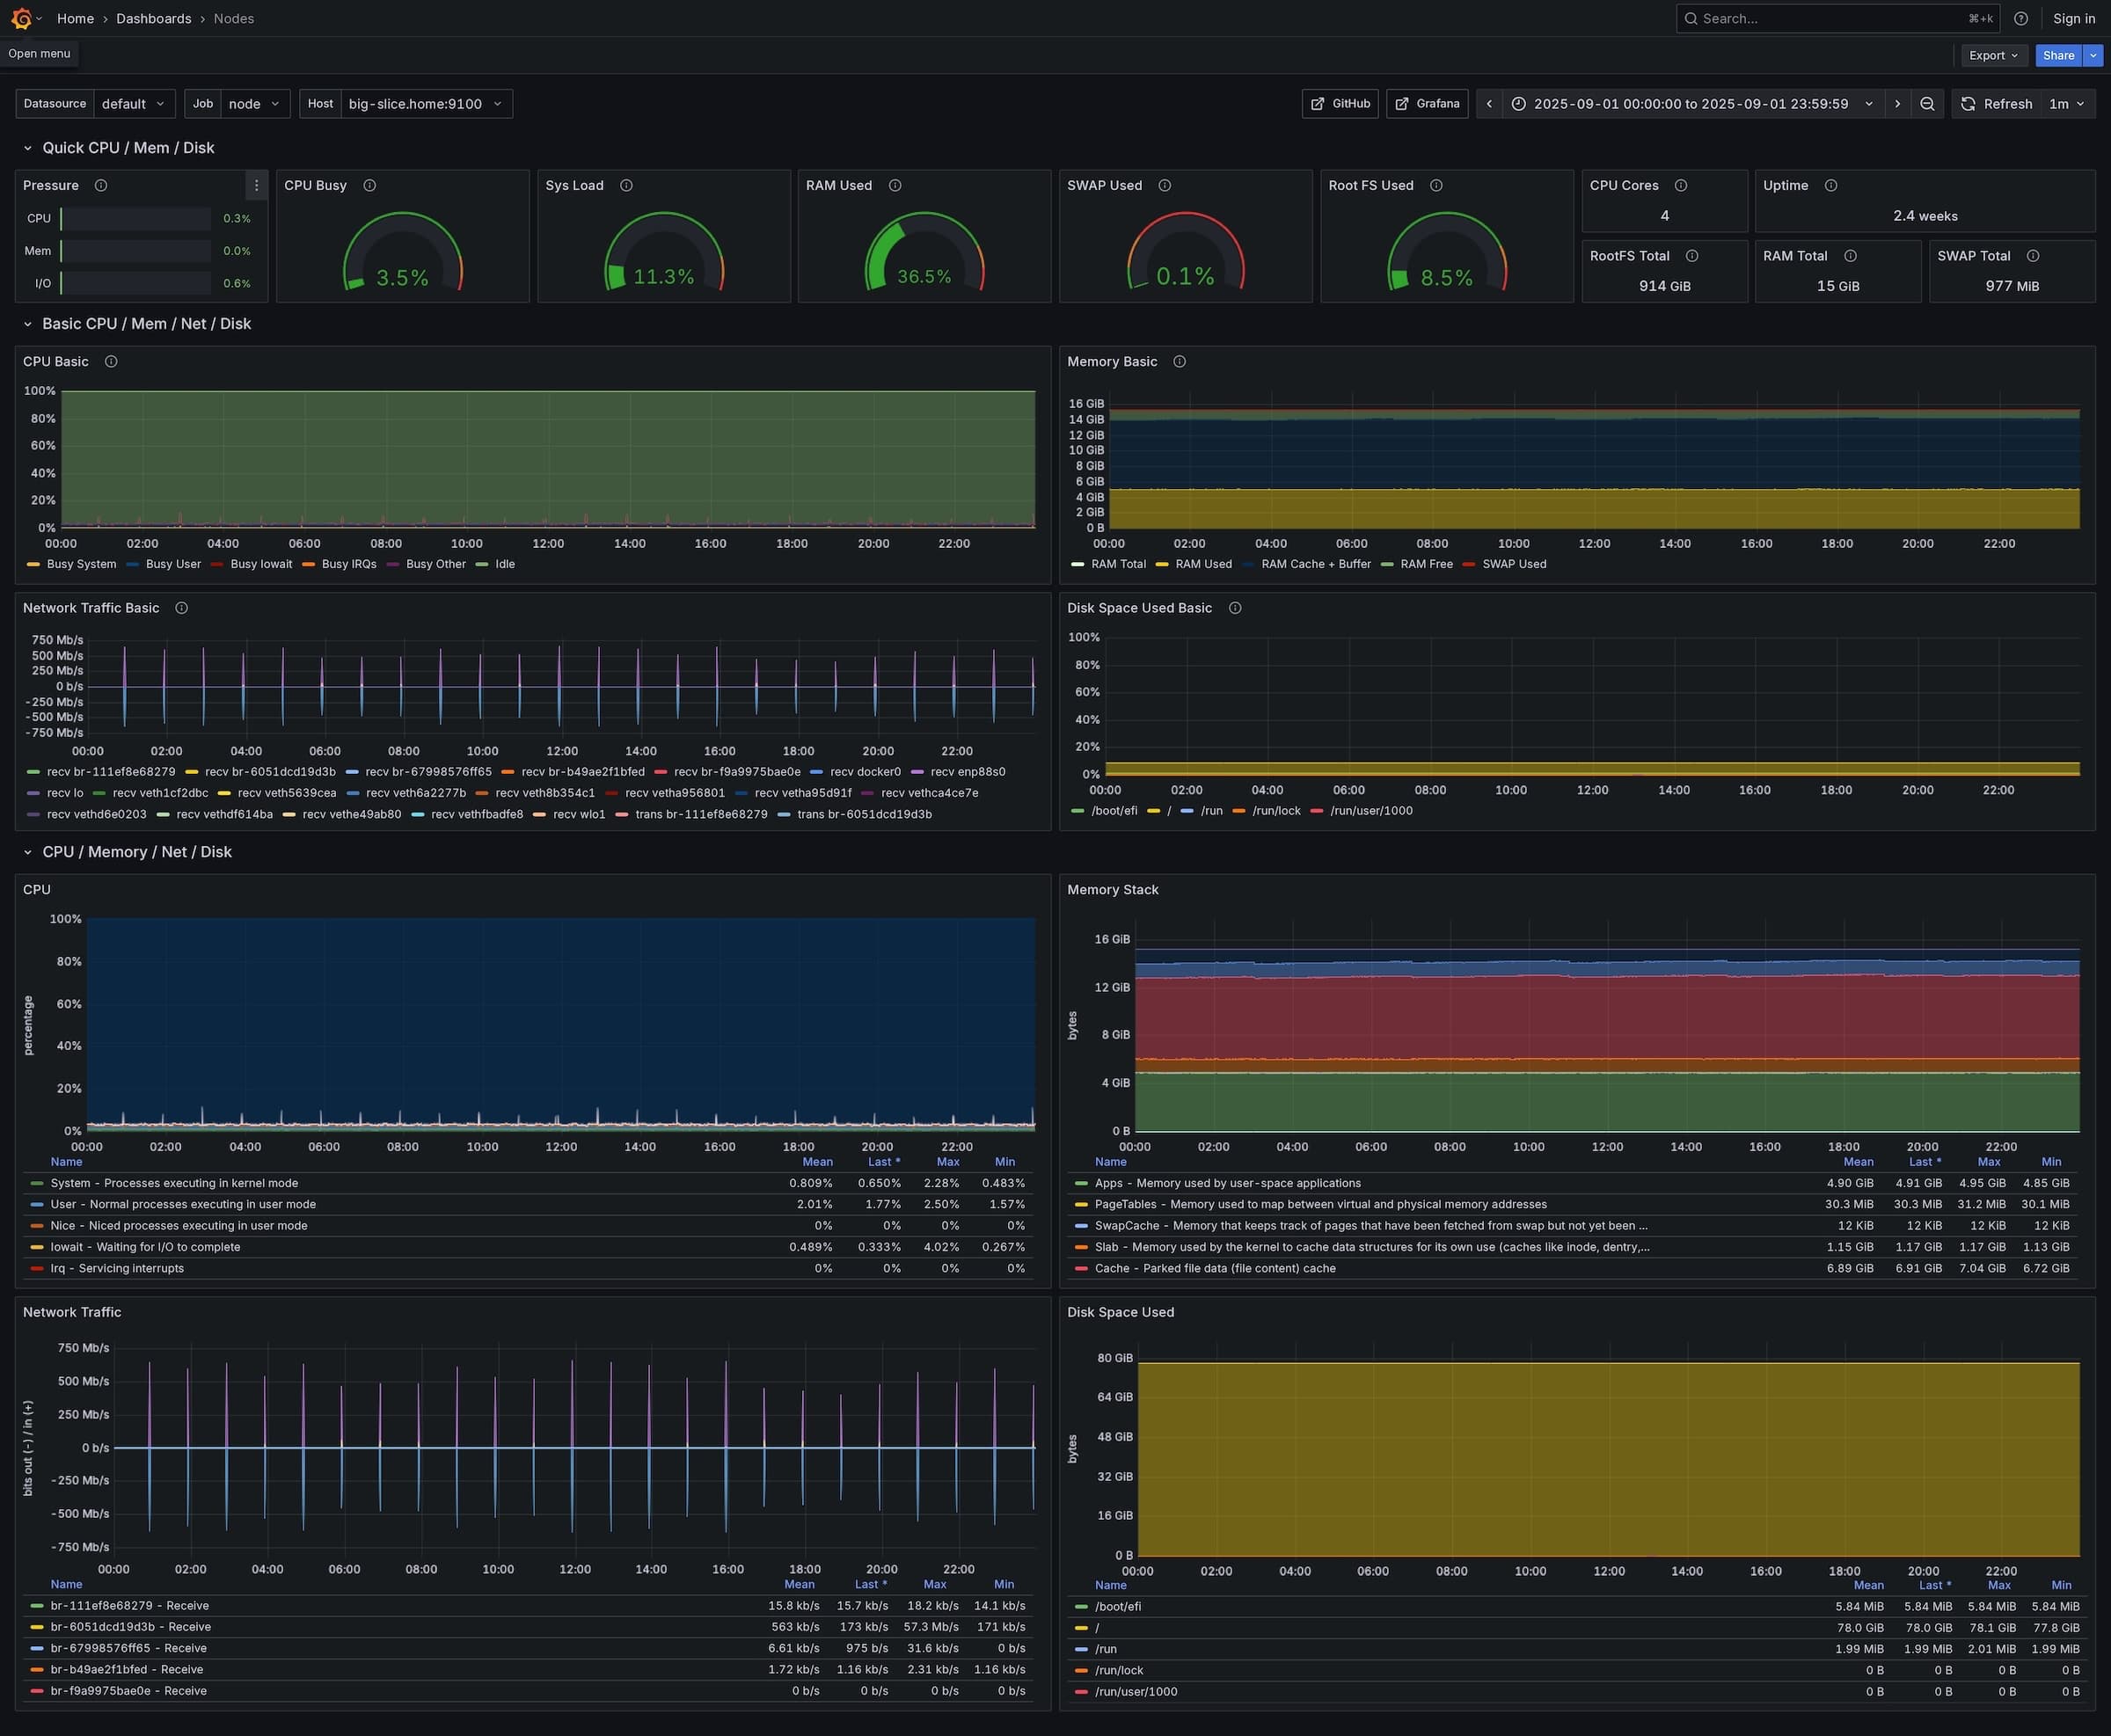 Home › Dashboards › Nodes
Search...
⌘+k
Sign in
Open menu
Export
Share
Datasource default
Job node
Host big-slice.home:9100
GitHub
Grafana
2025-09-01 00:00:00 to 2025-09-01 23:59:59
Refresh 1m
Quick CPU / Mem / Disk
Pressure
CPU 0.3%
Mem 0.0%
I/O 0.6%
CPU Busy
3.5%
Sys Load
11.3%
RAM Used
36.5%
SWAP Used
0.1%
Root FS Used
8.5%
CPU Cores
4
Uptime
2.4 weeks
RootFS Total
914 GiB
RAM Total
15 GiB
SWAP Total
977 MiB
Basic CPU / Mem / Net / Disk
CPU Basic
100%
80%
60%
40%
20%
0%
00:00 02:00 04:00 06:00 08:00 10:00 12:00 14:00 16:00 18:00 20:00 22:00
Busy System Busy User Busy Iowait Busy IRQs Busy Other Idle
Memory Basic
16 GiB
14 GiB
12 GiB
10 GiB
8 GiB
6 GiB
4 GiB
2 GiB
0 B
00:00 02:00 04:00 06:00 08:00 10:00 12:00 14:00 16:00 18:00 20:00 22:00
RAM Total RAM Used RAM Cache + Buffer RAM Free SWAP Used
Network Traffic Basic
750 Mb/s
500 Mb/s
250 Mb/s
0 b/s
-250 Mb/s
-500 Mb/s
-750 Mb/s
00:00 02:00 04:00 06:00 08:00 10:00 12:00 14:00 16:00 18:00 20:00 22:00
recv br-111ef8e68279 recv br-6051dcd19d3b recv br-67998576ff65 recv br-b49ae2f1bfed recv br-f9a9975bae0e recv docker0 recv enp88s0
recv lo recv veth1cf2dbc recv veth5639cea recv veth6a2277b recv veth8b354c1 recv vetha956801 recv vetha95d91f recv vethca4ce7e
recv vethd6e0203 recv vethdf614ba recv vethe49ab80 recv vethfbadfe8 recv wlo1 trans br-111ef8e68279 trans br-6051dcd19d3b
Disk Space Used Basic
100%
80%
60%
40%
20%
0%
00:00 02:00 04:00 06:00 08:00 10:00 12:00 14:00 16:00 18:00 20:00 22:00
/boot/efi / /run /run/lock /run/user/1000
CPU / Memory / Net / Disk
CPU
percentage
100%
80%
60%
40%
20%
0%
00:00 02:00 04:00 06:00 08:00 10:00 12:00 14:00 16:00 18:00 20:00 22:00
Name Mean Last * Max Min
System - Processes executing in kernel mode 0.809% 0.650% 2.28% 0.483%
User - Normal processes executing in user mode 2.01% 1.77% 2.50% 1.57%
Nice - Niced processes executing in user mode 0% 0% 0% 0%
Iowait - Waiting for I/O to complete 0.489% 0.333% 4.02% 0.267%
Irq - Servicing interrupts 0% 0% 0% 0%
Memory Stack
bytes
16 GiB
12 GiB
8 GiB
4 GiB
0 B
00:00 02:00 04:00 06:00 08:00 10:00 12:00 14:00 16:00 18:00 20:00 22:00
Name Mean Last * Max Min
Apps - Memory used by user-space applications 4.90 GiB 4.91 GiB 4.95 GiB 4.85 GiB
PageTables - Memory used to map between virtual and physical memory addresses 30.3 MiB 30.3 MiB 31.2 MiB 30.1 MiB
SwapCache - Memory that keeps track of pages that have been fetched from swap but not yet been ... 12 KiB 12 KiB 12 KiB 12 KiB
Slab - Memory used by the kernel to cache data structures for its own use (caches like inode, dentry,... 1.15 GiB 1.17 GiB 1.17 GiB 1.13 GiB
Cache - Parked file data (file content) cache 6.89 GiB 6.91 GiB 7.04 GiB 6.72 GiB
Network Traffic
bits out (-) / in (+)
750 Mb/s
500 Mb/s
250 Mb/s
0 b/s
-250 Mb/s
-500 Mb/s
-750 Mb/s
00:00 02:00 04:00 06:00 08:00 10:00 12:00 14:00 16:00 18:00 20:00 22:00
Name Mean Last * Max Min
br-111ef8e68279 - Receive 15.8 kb/s 15.7 kb/s 18.2 kb/s 14.1 kb/s
br-6051dcd19d3b - Receive 563 kb/s 173 kb/s 57.3 Mb/s 171 kb/s
br-67998576ff65 - Receive 6.61 kb/s 975 b/s 31.6 kb/s 0 b/s
br-b49ae2f1bfed - Receive 1.72 kb/s 1.16 kb/s 2.31 kb/s 1.16 kb/s
br-f9a9975bae0e - Receive 0 b/s 0 b/s 0 b/s 0 b/s
Disk Space Used
bytes
80 GiB
64 GiB
48 GiB
32 GiB
16 GiB
0 B
00:00 02:00 04:00 06:00 08:00 10:00 12:00 14:00 16:00 18:00 20:00 22:00
Name Mean Last * Max Min
/boot/efi 5.84 MiB 5.84 MiB 5.84 MiB 5.84 MiB
/ 78.0 GiB 78.0 GiB 78.1 GiB 77.8 GiB
/run 1.99 MiB 1.99 MiB 2.01 MiB 1.99 MiB
/run/lock 0 B 0 B 0 B 0 B
/run/user/1000 0 B 0 B 0 B 0 B